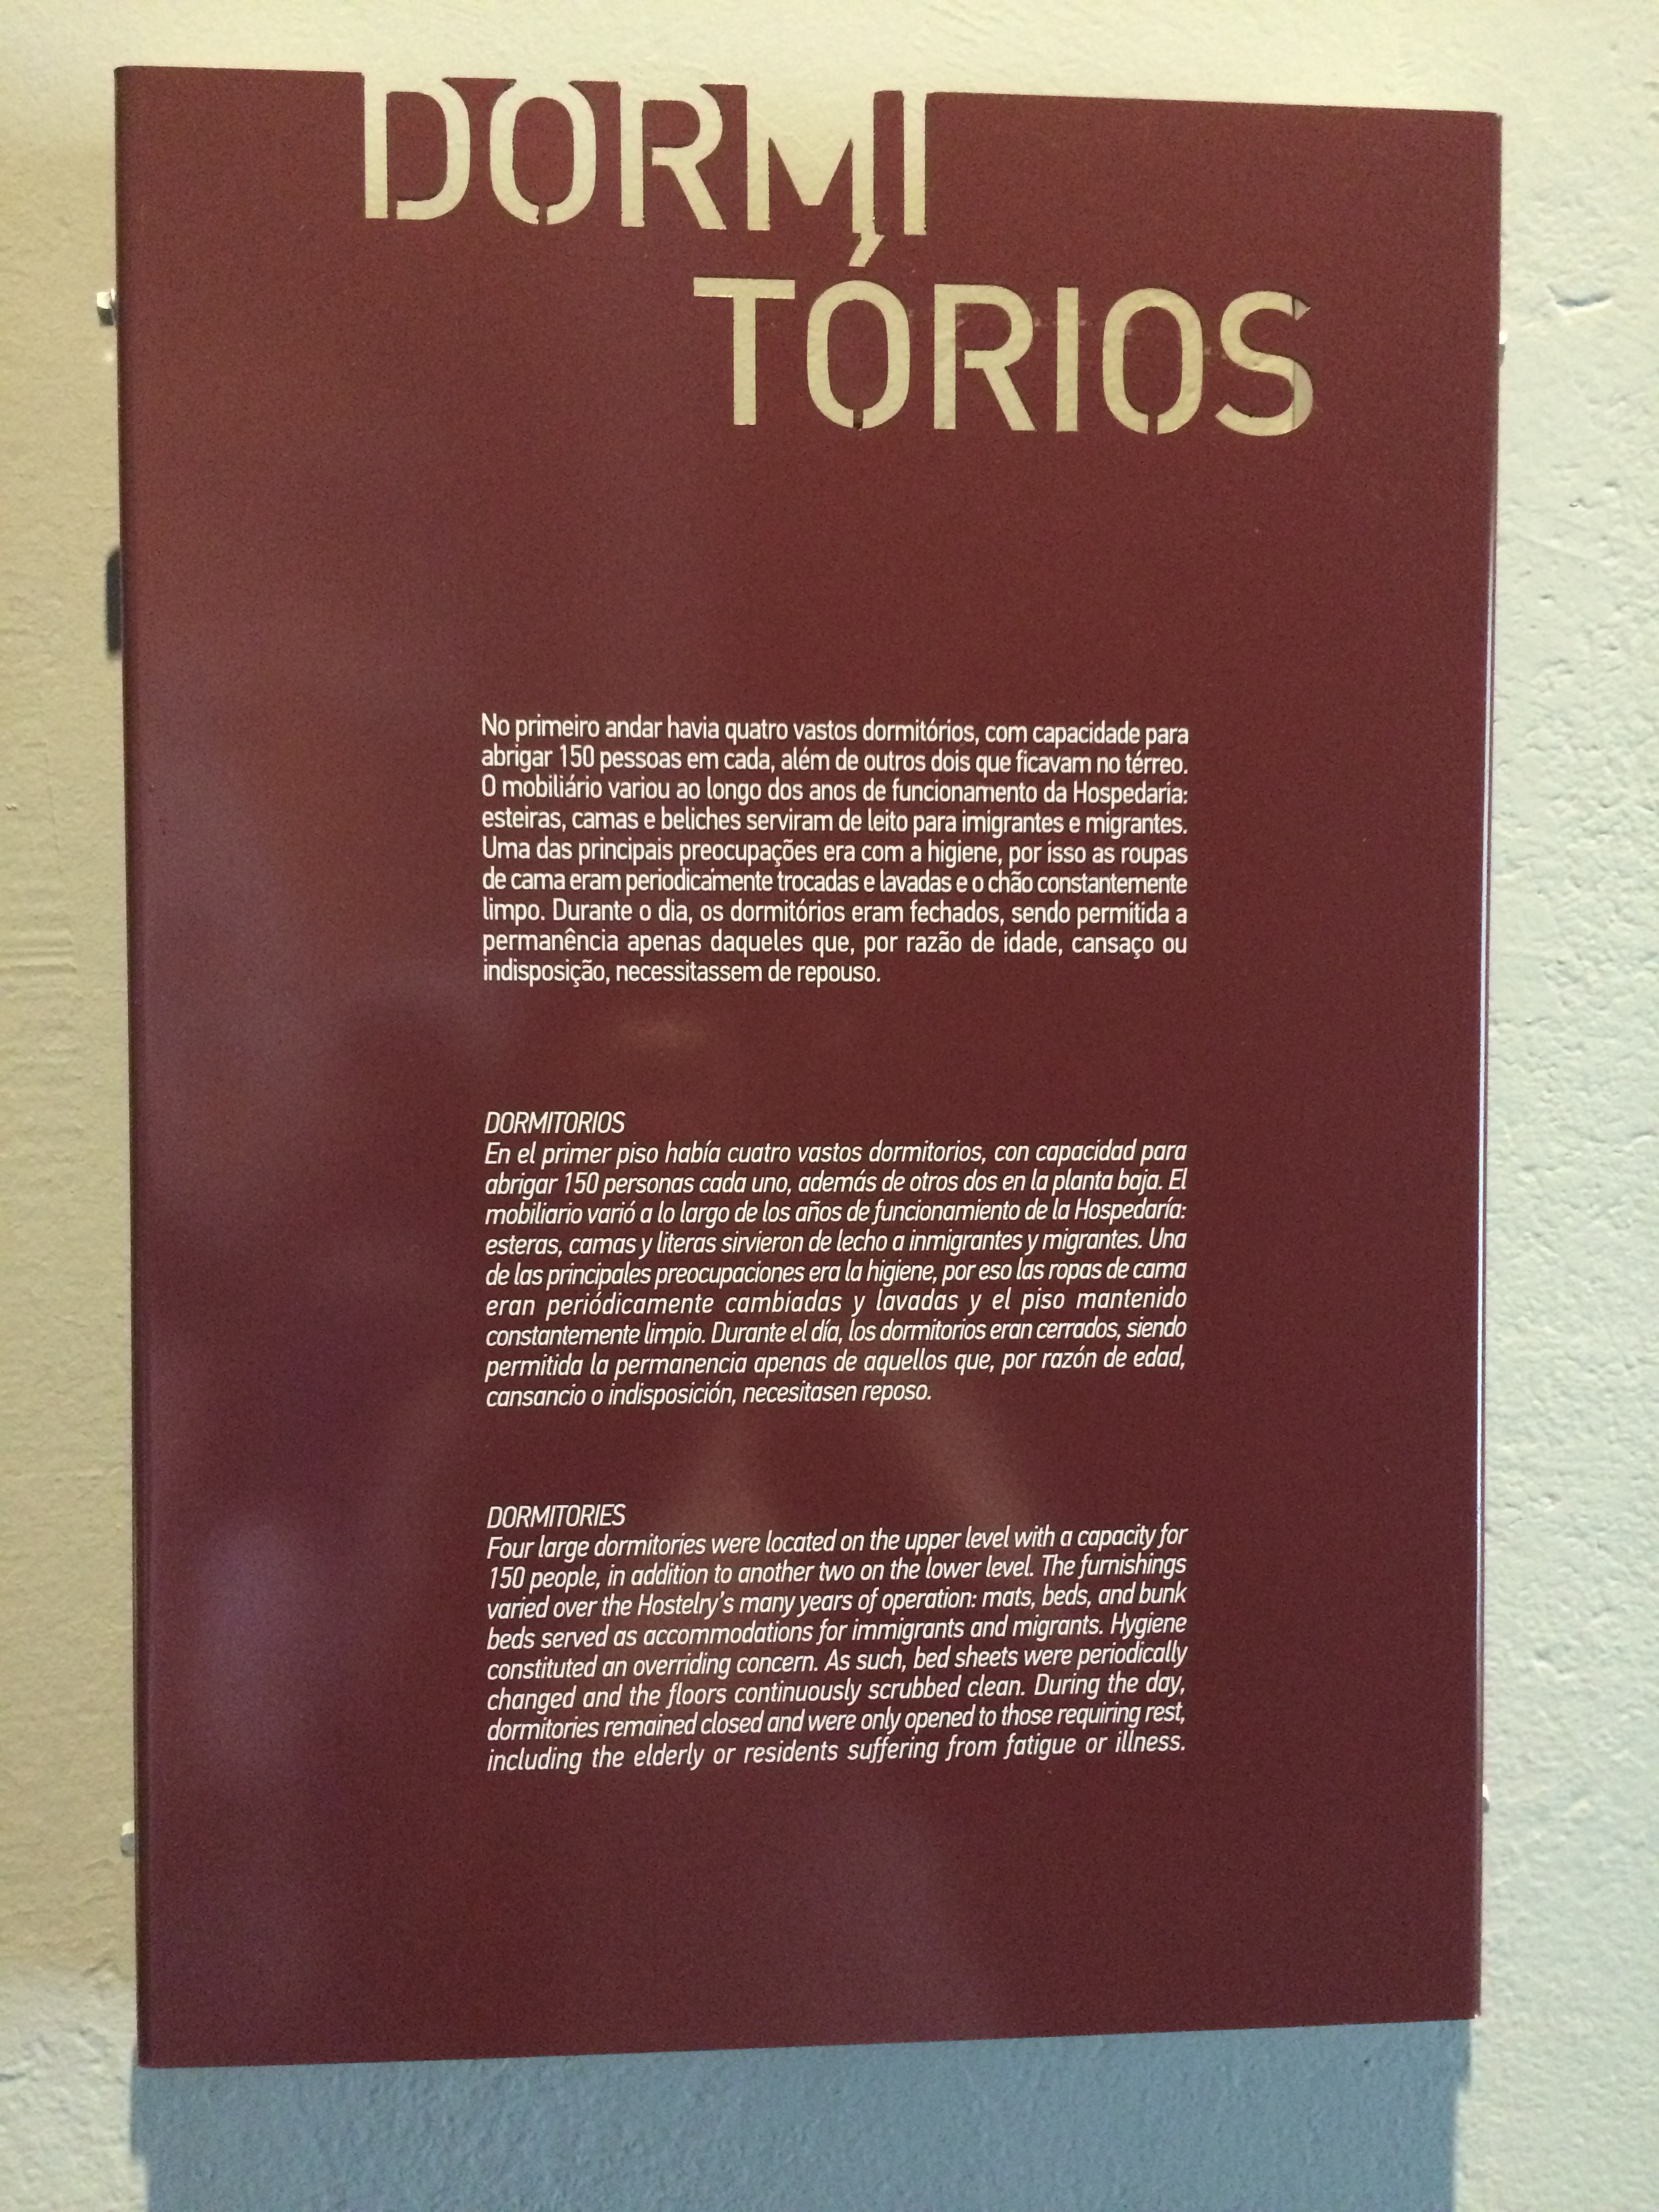 DORMI
TÓRIOS
No primeiro andar havia quatro vastos dormitórios, com capacidade para
abrigar 150 pessoas em cada, além de outros dois que ficavam no térreo.
O mobiliário variou ao longo dos anos de funcionamento da Hospedaria:
esteiras, camas e beliches serviram de leito para imigrantes e migrantes.
Uma das principais preocupações era com a higiene, por isso as roupas
de cama eram periodicamente trocadas e lavadas e o chão constantemente
limpo. Durante o dia, os dormitórios eram fechados, sendo permitida a
permanência apenas daqueles que, por razão de idade, cansaço ou
indisposição, necessitassem de repouso.
DORMITORIOS
En el primer piso había cuatro vastos dormitorios, con capacidad para
abrigar 150 personas cada uno, además de otros dos en la planta baja. El
mobiliario varió a lo largo de los años de funcionamiento de la Hospedaría:
esteras, camas y literas sirvieron de lecho a inmigrantes y migrantes. Una
de las principales preocupaciones era la higiene, por eso las ropas de cama
eran periódicamente cambiadas y lavadas y el piso mantenido
constantemente limpio. Durante el día, los dormitorios eran cerrados, siendo
permitida la permanencia apenas de aquellos que, por razón de edad,
cansancio o indisposición, necesitasen reposo.
DORMITORIES
Four large dormitories were located on the upper level with a capacity for
150 people, in addition to another two on the lower level. The furnishings
varied over the Hostelry's many years of operation: mats, beds, and bunk
beds served as accommodations for immigrants and migrants. Hygiene
constituted an overriding concern. As such, bed sheets were periodically
changed and the floors continuously scrubbed clean. During the day,
dormitories remained closed and were only opened to those requiring rest,
including the elderly or residents suffering from fatigue or illness.